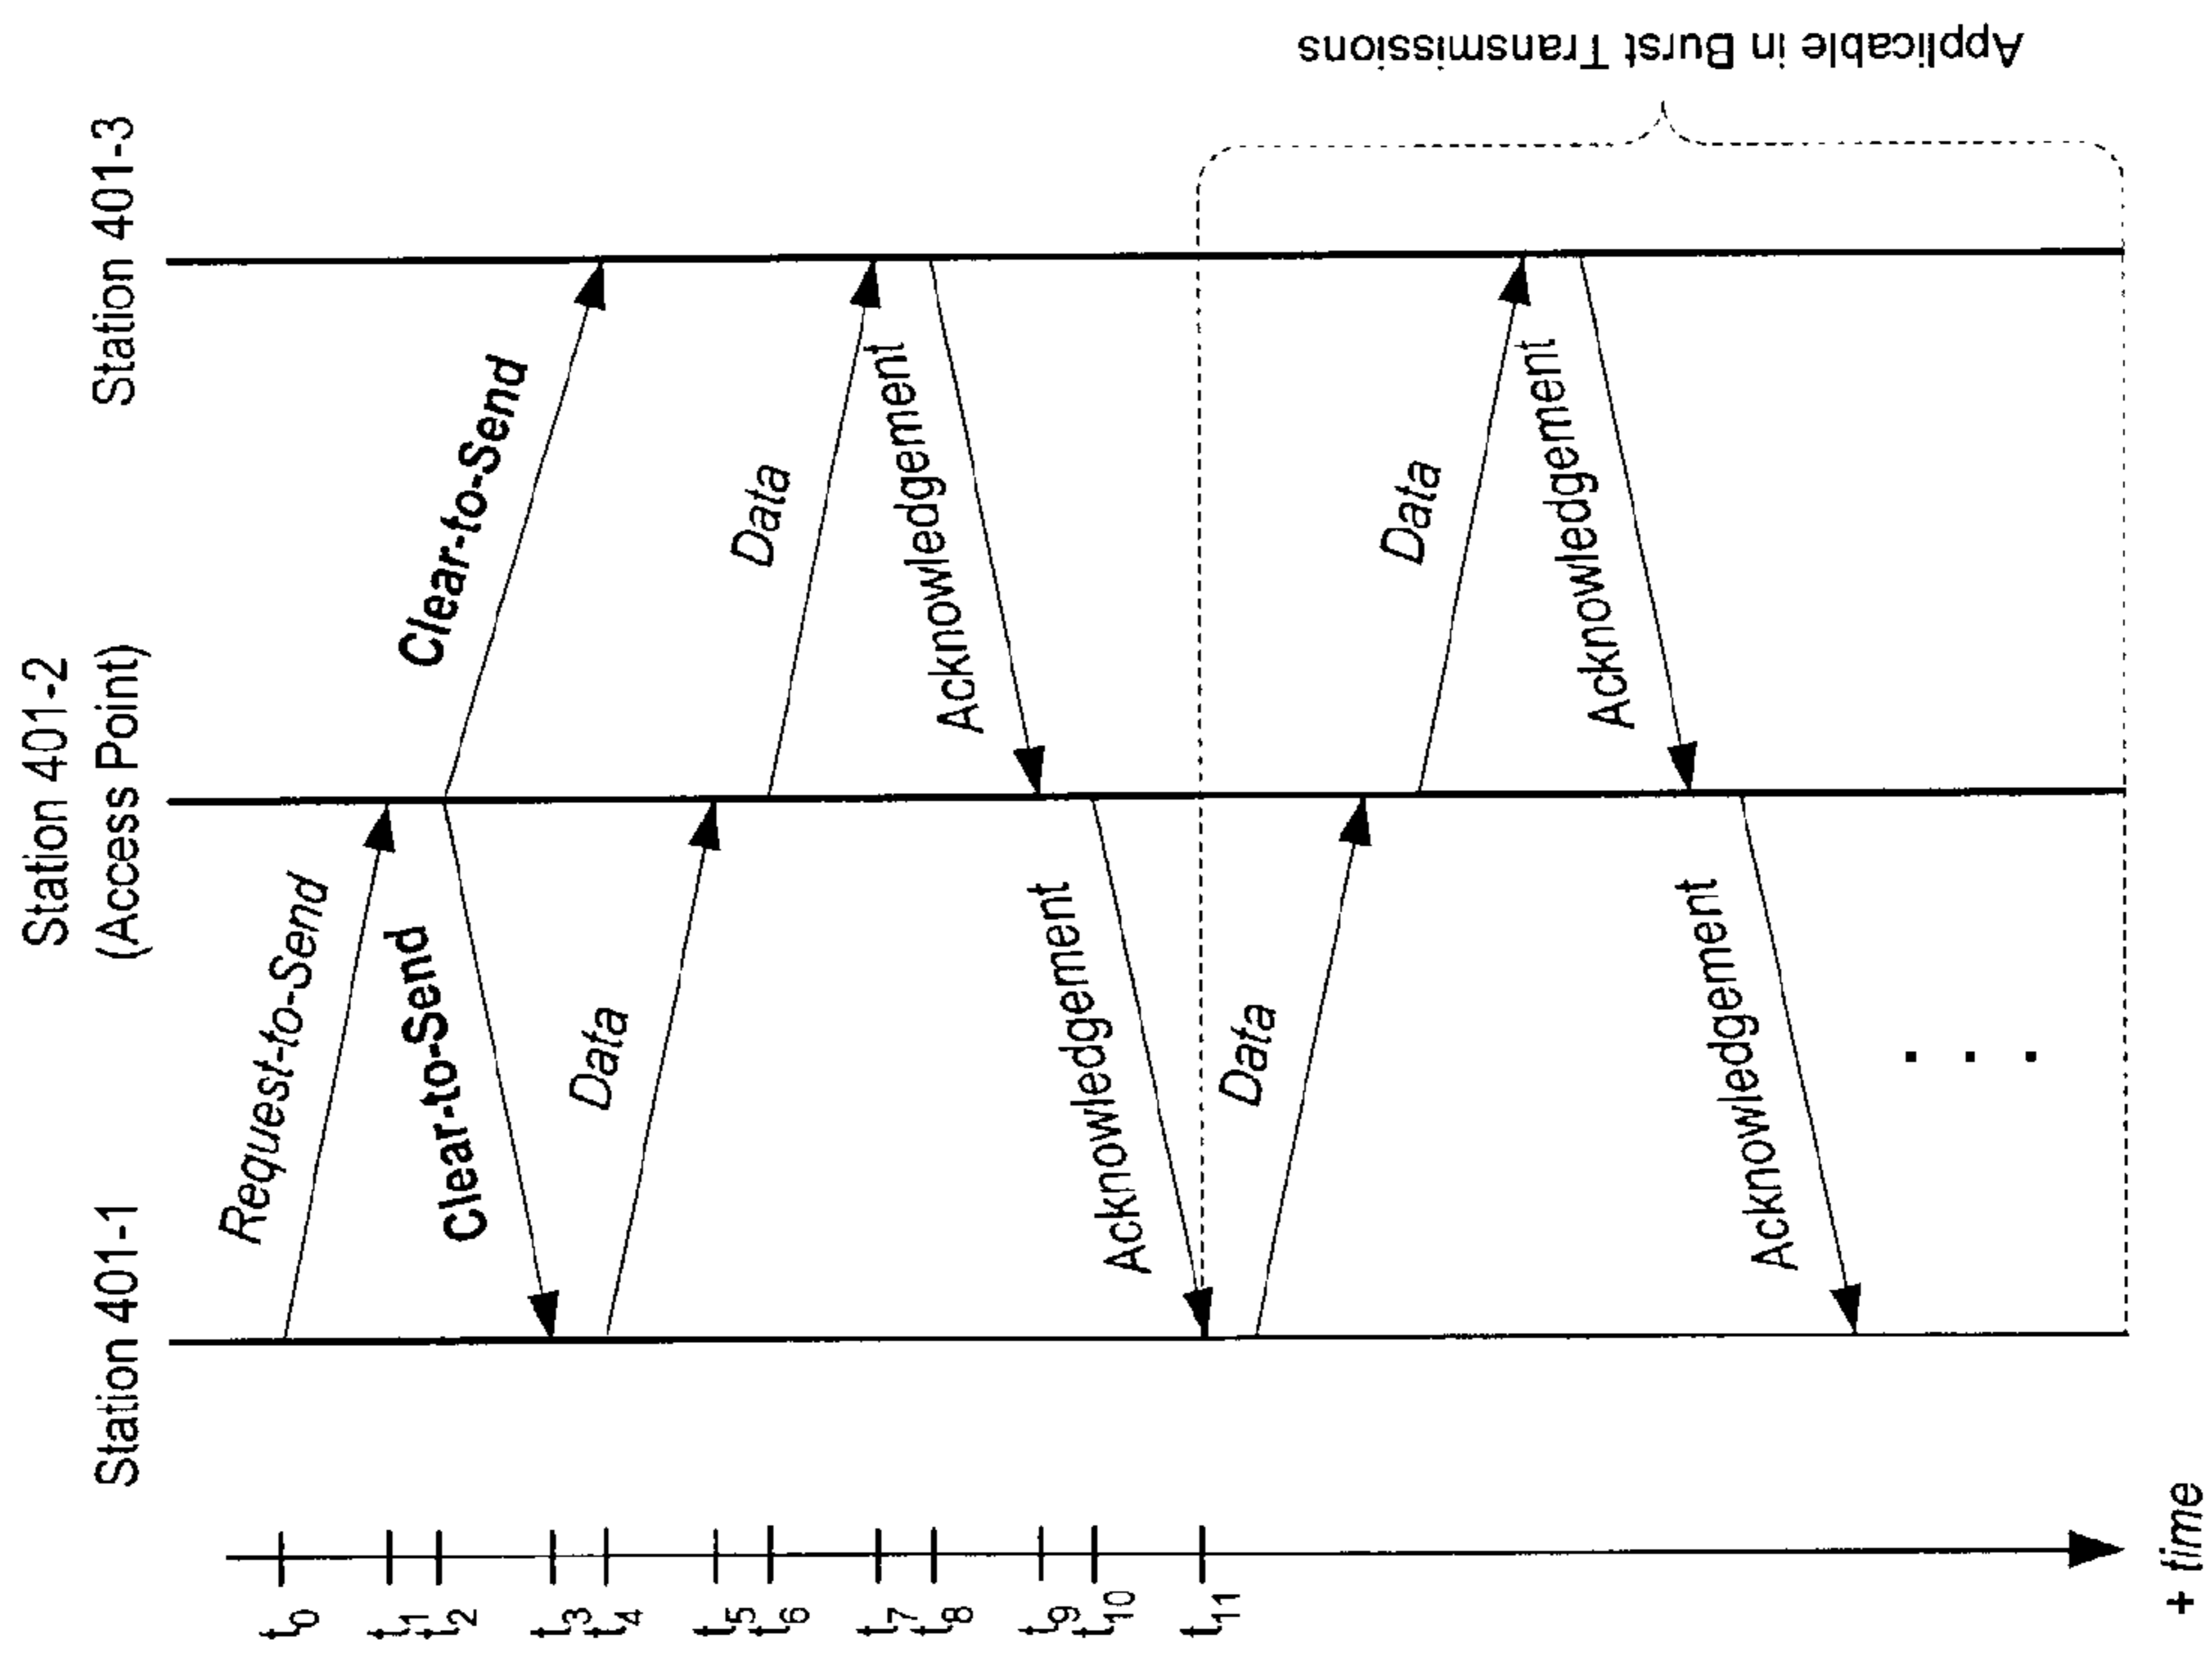 Station 401-1
Station 401-2
(Access Point)
Station 401-3
t0
t1
t2
t3
t4
t5
t6
t7
t8
t9
t10
t11
+ time
Request-to-Send
Clear-to-Send
Clear-to-Send
Data
Data
Acknowledgement
Acknowledgement
Data
Data
Acknowledgement
Acknowledgement
. . .
Applicable in Burst Transmissions